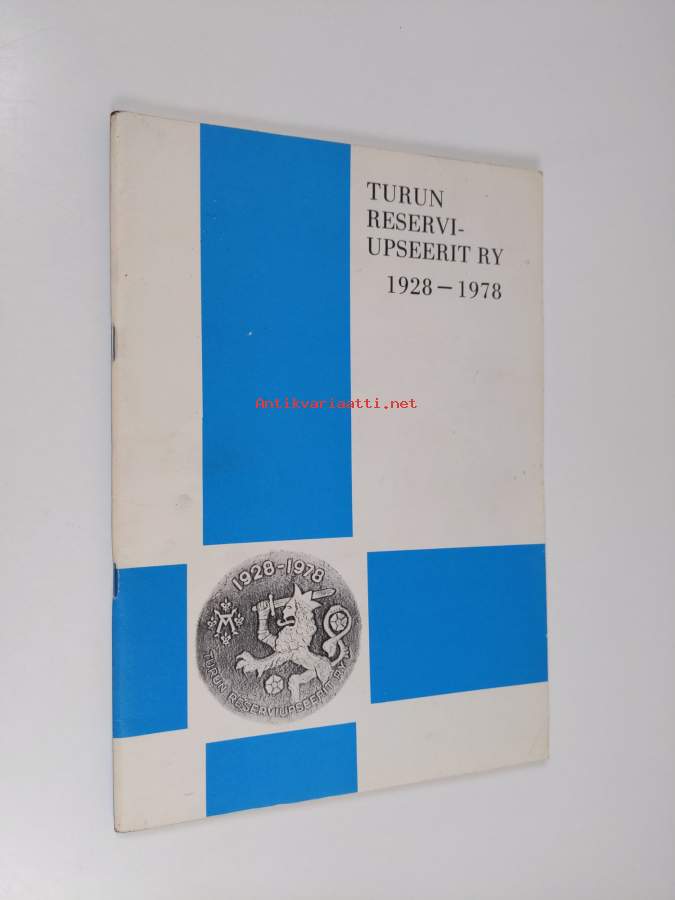 TURUN
RESERVI-
UPSEERIT RY
1928 – 1978
Antikvariaatti.net
1928-1978
TURUN RESERVIUPSEERIT RY